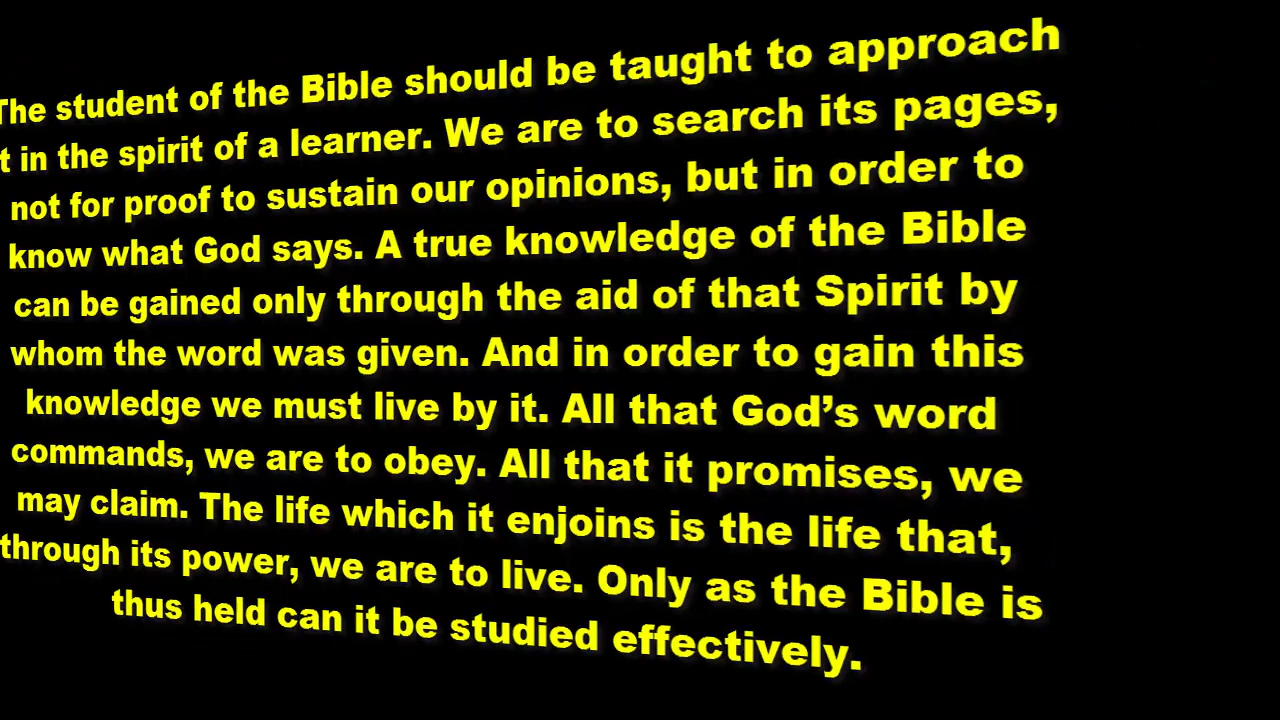 The student of the Bible should be taught to approach
t in the spirit of a learner. We are to search its pages,
not for proof to sustain our opinions, but in order to
know what God says. A true knowledge of the Bible
can be gained only through the aid of that Spirit by
whom the word was given. And in order to gain this
knowledge we must live by it. All that God’s word
commands, we are to obey. All that it promises, we
may claim. The life which it enjoins is the life that,
through its power, we are to live. Only as the Bible is
thus held can it be studied effectively.